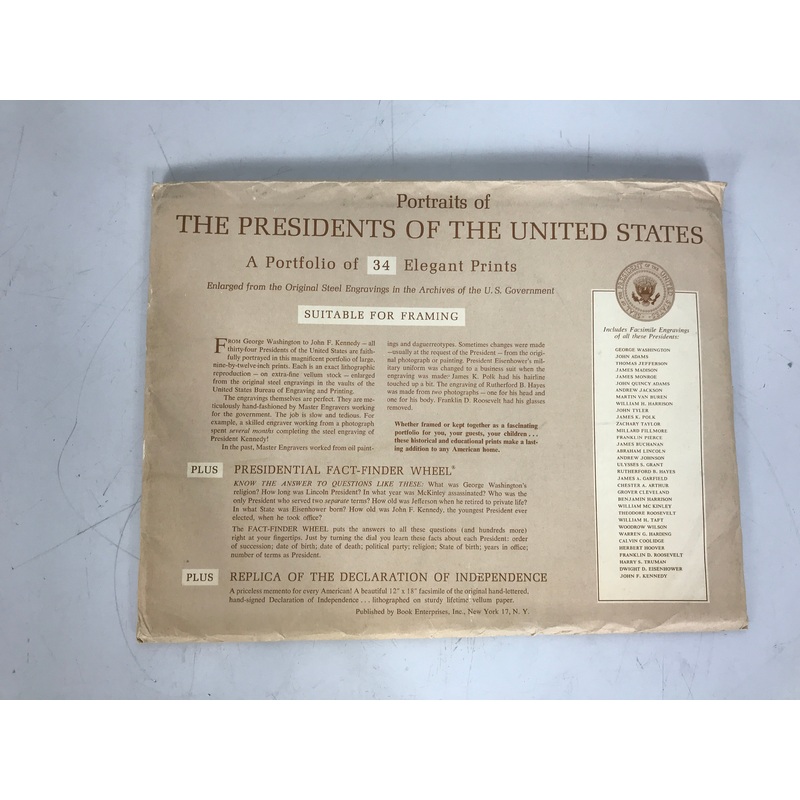 Portraits of
THE PRESIDENTS OF THE UNITED STATES
A Portfolio of 34 Elegant Prints
Enlarged from the Original Steel Engravings in the Archives of the U. S. Government
SUITABLE FOR FRAMING
FROM George Washington to John F. Kennedy – all
thirty-four Presidents of the United States are faith-
fully portrayed in this magnificent portfolio of large,
nine-by-twelve-inch prints. Each is an exact lithographic
reproduction – on extra-fine vellum stock – enlarged
from the original steel engravings in the vaults of the
United States Bureau of Engraving and Printing.
The engravings themselves are perfect. They are me-
ticulously hand-fashioned by Master Engravers working
for the government. The job is slow and tedious. For
example, a skilled engraver working from a photograph
spent several months completing the steel engraving of
President Kennedy!
In the past, Master Engravers worked from oil paint-
ings and daguerreotypes. Sometimes changes were made
–usually at the request of the President – from the origi-
nal photograph or painting. President Eisenhower's mil-
itary uniform was changed to a business suit when the
engraving was made. James K. Polk had his hairline
touched up a bit. The engraving of Rutherford B. Hayes
was made from two photographs – one for his head and
one for his body. Franklin D. Roosevelt had his glasses
removed.
Whether framed or kept together as a fascinating
portfolio for you, your guests, your children . . .
these historical and educational prints make a last-
ing addition to any American home.
PLUS PRESIDENTIAL FACT-FINDER WHEEL*
KNOW THE ANSWER TO QUESTIONS LIKE THESE: What was George Washington's
religion? How long was Lincoln President? In what year was McKinley assassinated? Who was the
only President who served two separate terms? How old was Jefferson when he retired to private life?
In what State was Eisenhower born? How old was John F. Kennedy, the youngest President ever
elected, when he took office?
The FACT-FINDER WHEEL puts the answers to all these questions (and hundreds more)
right at your fingertips. Just by turning the dial you learn these facts about each President: order
of succession; date of birth; date of death; political party; religion; State of birth; years in office;
number of terms as President.
PLUS REPLICA OF THE DECLARATION OF INDEPENDENCE
A priceless memento for every American! A beautiful 12" x 18" facsimile of the original hand-lettered,
hand-signed Declaration of Independence . . . lithographed on sturdy lifetime vellum paper.
Published by Book Enterprises, Inc., New York 17, N. Y.
Includes Facsimile Engravings
of all these Presidents:
GEORGE WASHINGTON
JOHN ADAMS
THOMAS JEFFERSON
JAMES MADISON
JAMES MONROE
JOHN QUINCY ADAMS
ANDREW JACKSON
MARTIN VAN BUREN
WILLIAM H. HARRISON
JOHN TYLER
JAMES K. POLK
ZACHARY TAYLOR
MILLARD FILLMORE
FRANKLIN PIERCE
JAMES BUCHANAN
ABRAHAM LINCOLN
ANDREW JOHNSON
ULYSSES S. GRANT
RUTHERFORD B. HAYES
JAMES A. GARFIELD
CHESTER A. ARTHUR
GROVER CLEVELAND
BENJAMIN HARRISON
WILLIAM MC KINLEY
THEODORE ROOSEVELT
WILLIAM H. TAFT
WOODROW WILSON
WARREN G. HARDING
CALVIN COOLIDGE
HERBERT HOOVER
FRANKLIN D. ROOSEVELT
HARRY S. TRUMAN
DWIGHT D. EISENHOWER
JOHN F. KENNEDY